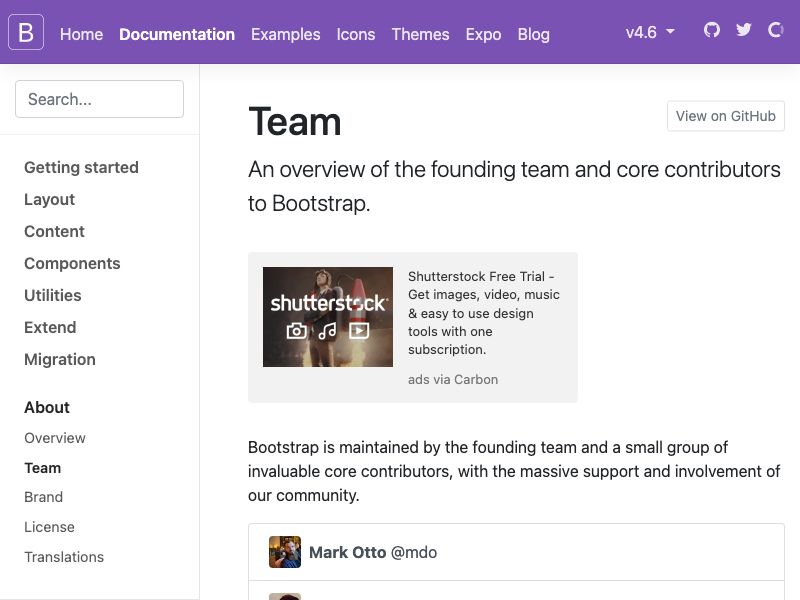 B Home Documentation Examples Icons Themes Expo Blog v4.6
Search...
Getting started
Layout
Content
Components
Utilities
Extend
Migration
About
Overview
Team
Brand
License
Translations
Team
View on GitHub
An overview of the founding team and core contributors
to Bootstrap.
shutterstock
Shutterstock Free Trial -
Get images, video, music
& easy to use design
tools with one
subscription.
ads via Carbon
Bootstrap is maintained by the founding team and a small group of
invaluable core contributors, with the massive support and involvement of
our community.
Mark Otto @mdo